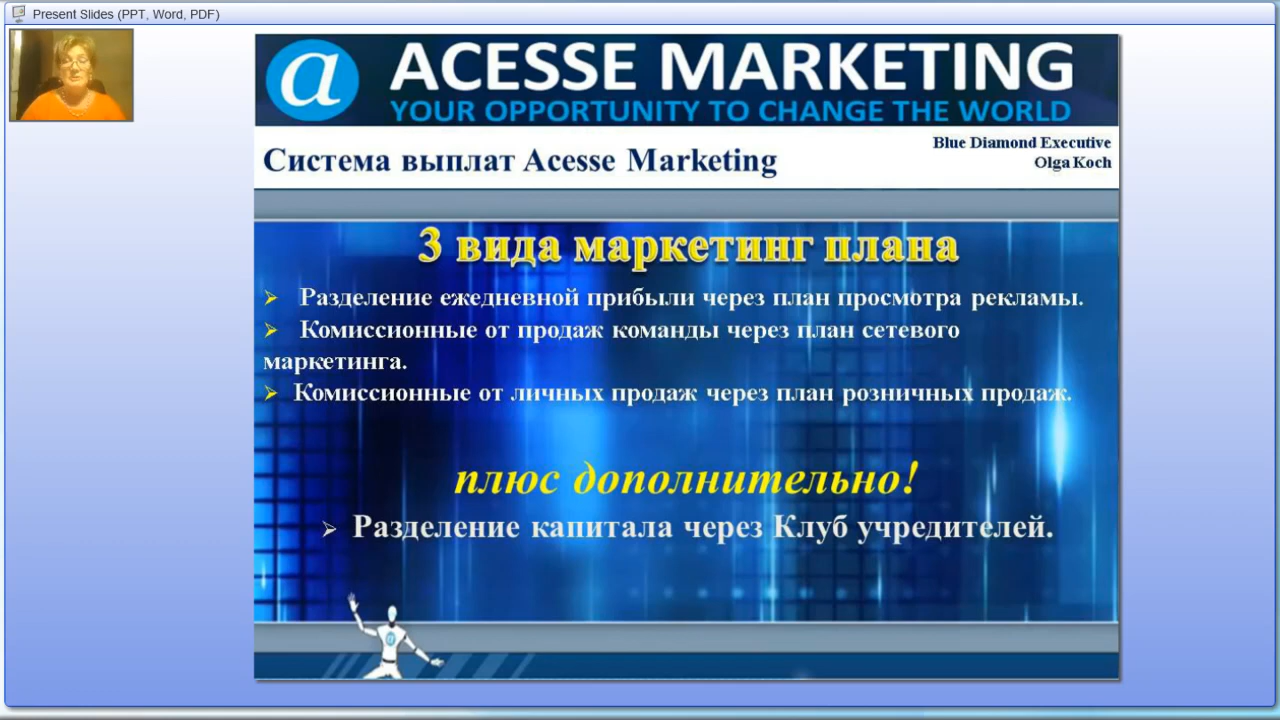 Present Slides (PPT, Word, PDF)
a ACESSE MARKETING
YOUR OPPORTUNITY TO CHANGE THE WORLD
Система выплат Acesse Marketing
Blue Diamond Executive
Olga Koch
3 вида маркетинг плана
➢ Разделение ежедневной прибыли через план просмотра рекламы.
➢ Комиссионные от продаж команды через план сетевого
маркетинга.
➢ Комиссионные от личных продаж через план розничных продаж.
плюс дополнительно!
➢ Разделение капитала через Клуб учредителей.